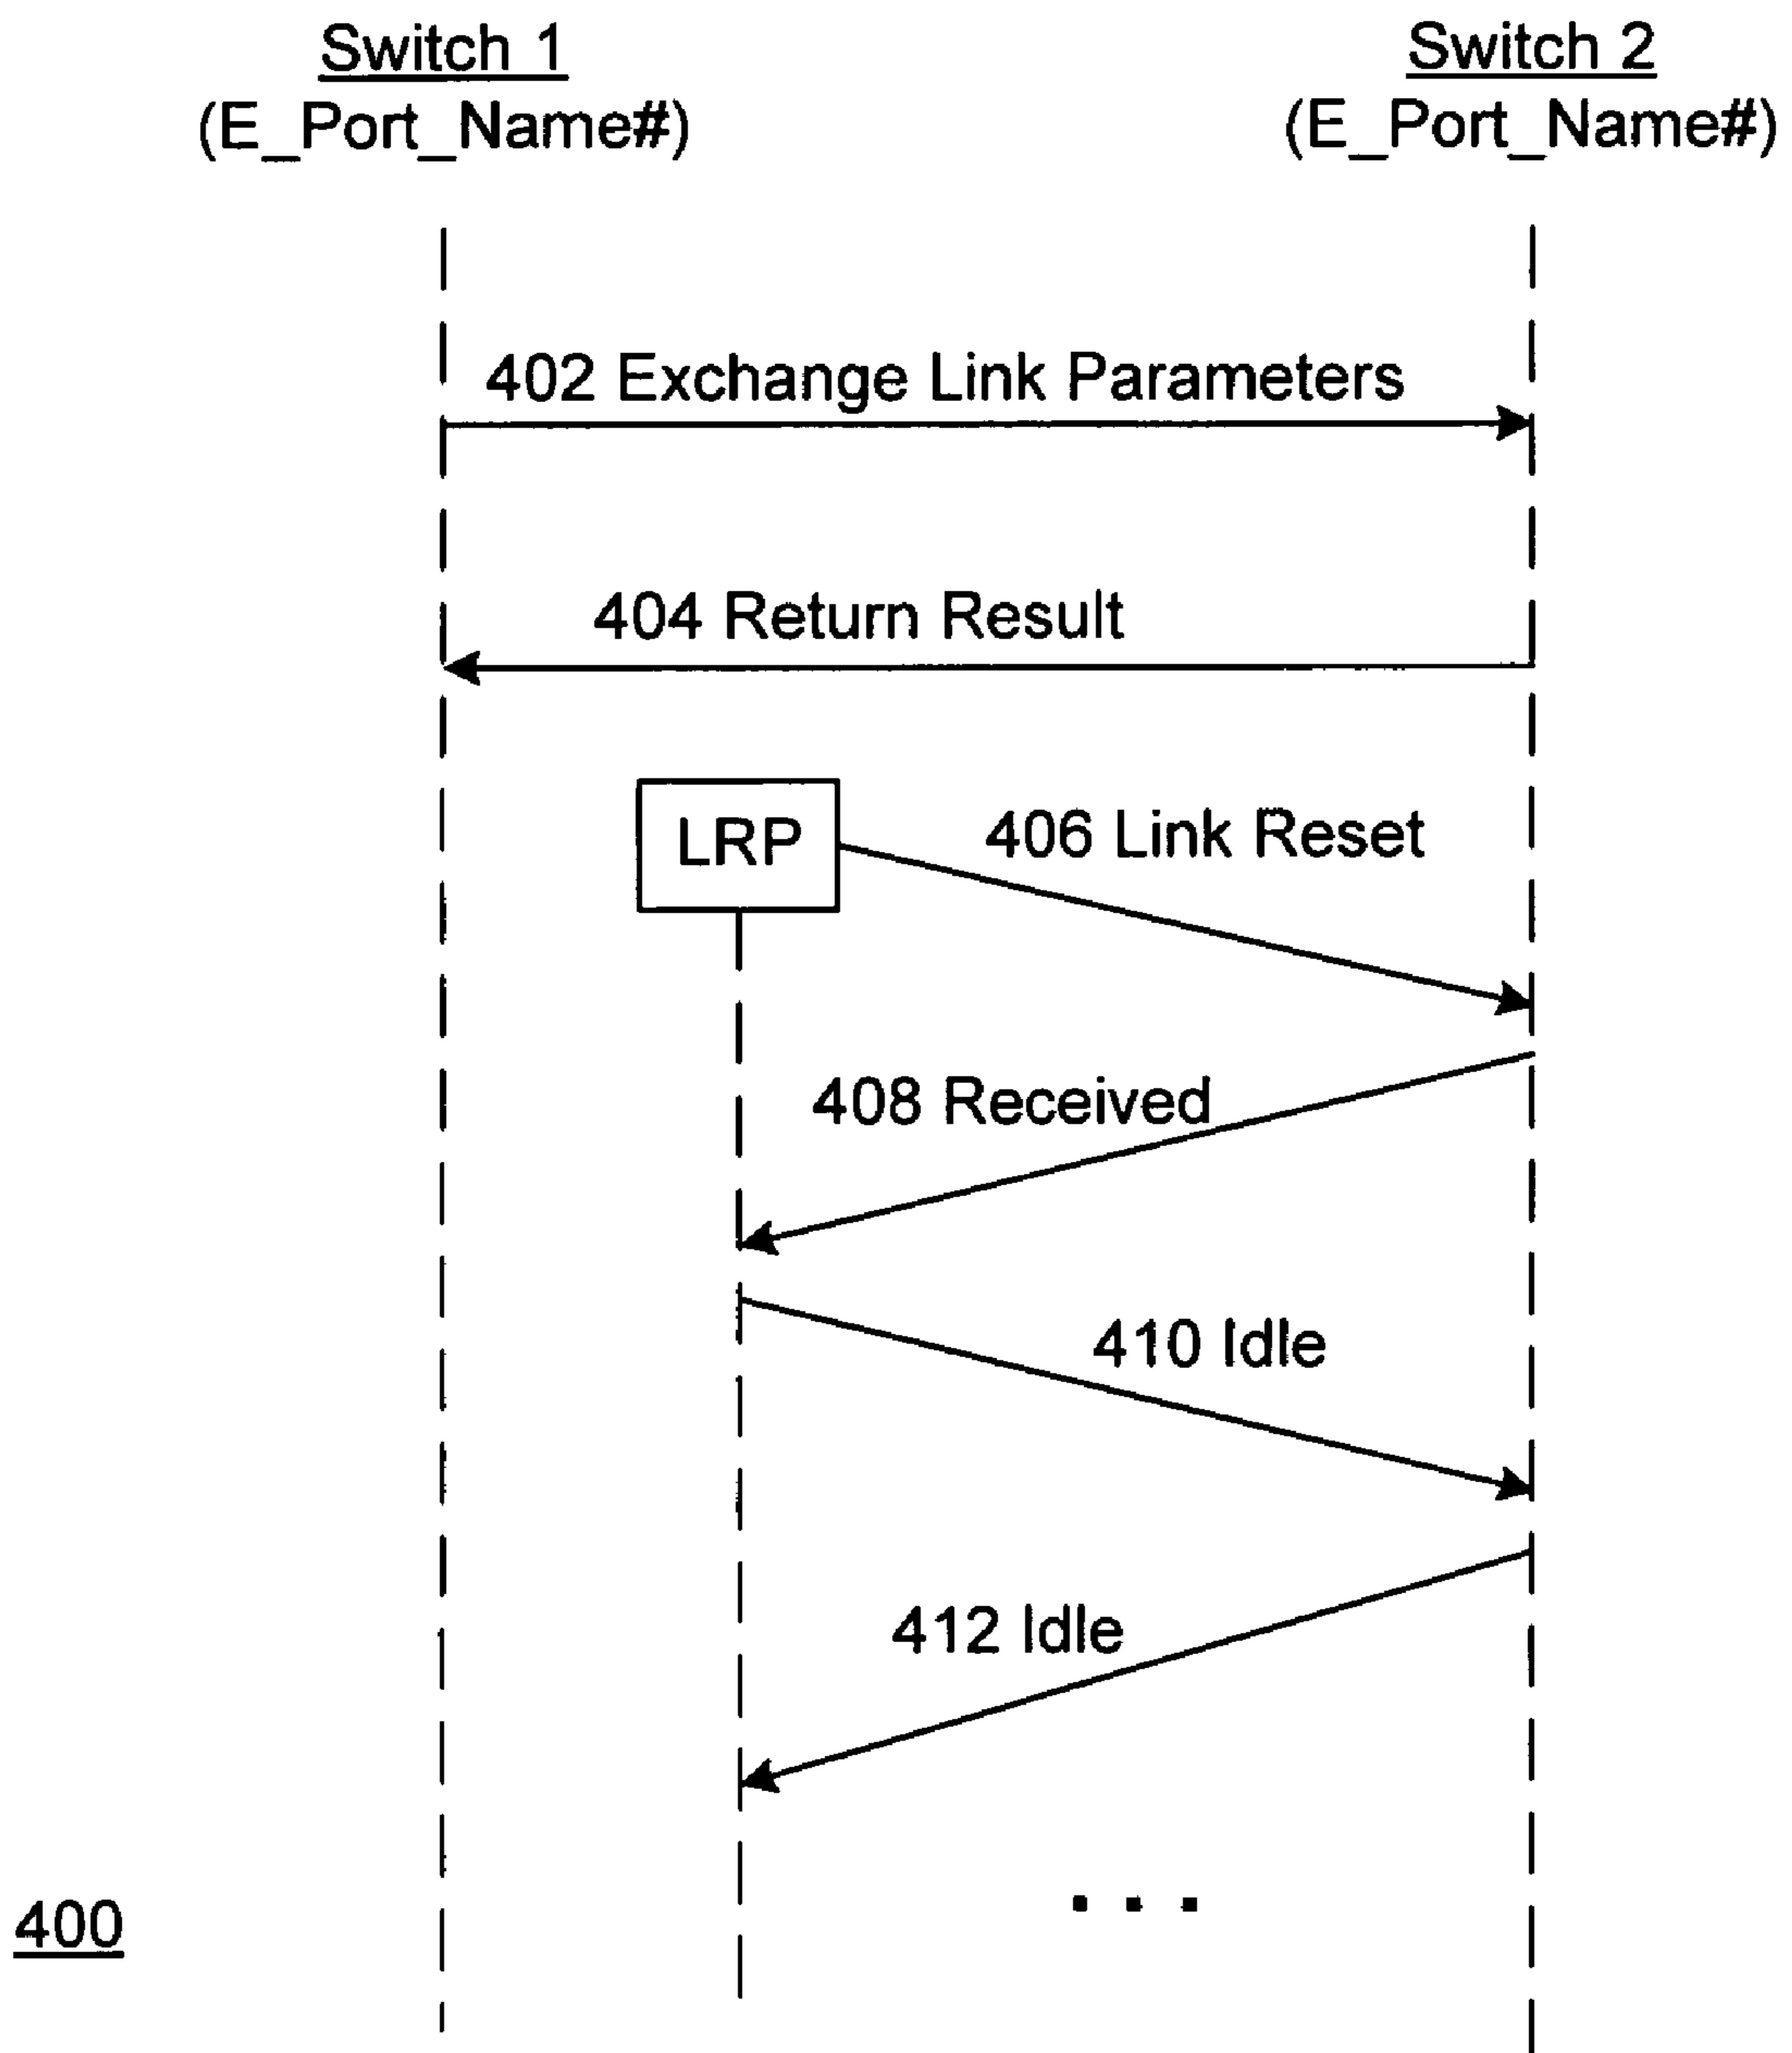 Switch 1
(E_Port_Name#)
Switch 2
(E_Port_Name#)
402 Exchange Link Parameters
404 Return Result
LRP
406 Link Reset
408 Received
410 Idle
412 Idle
. . .
400